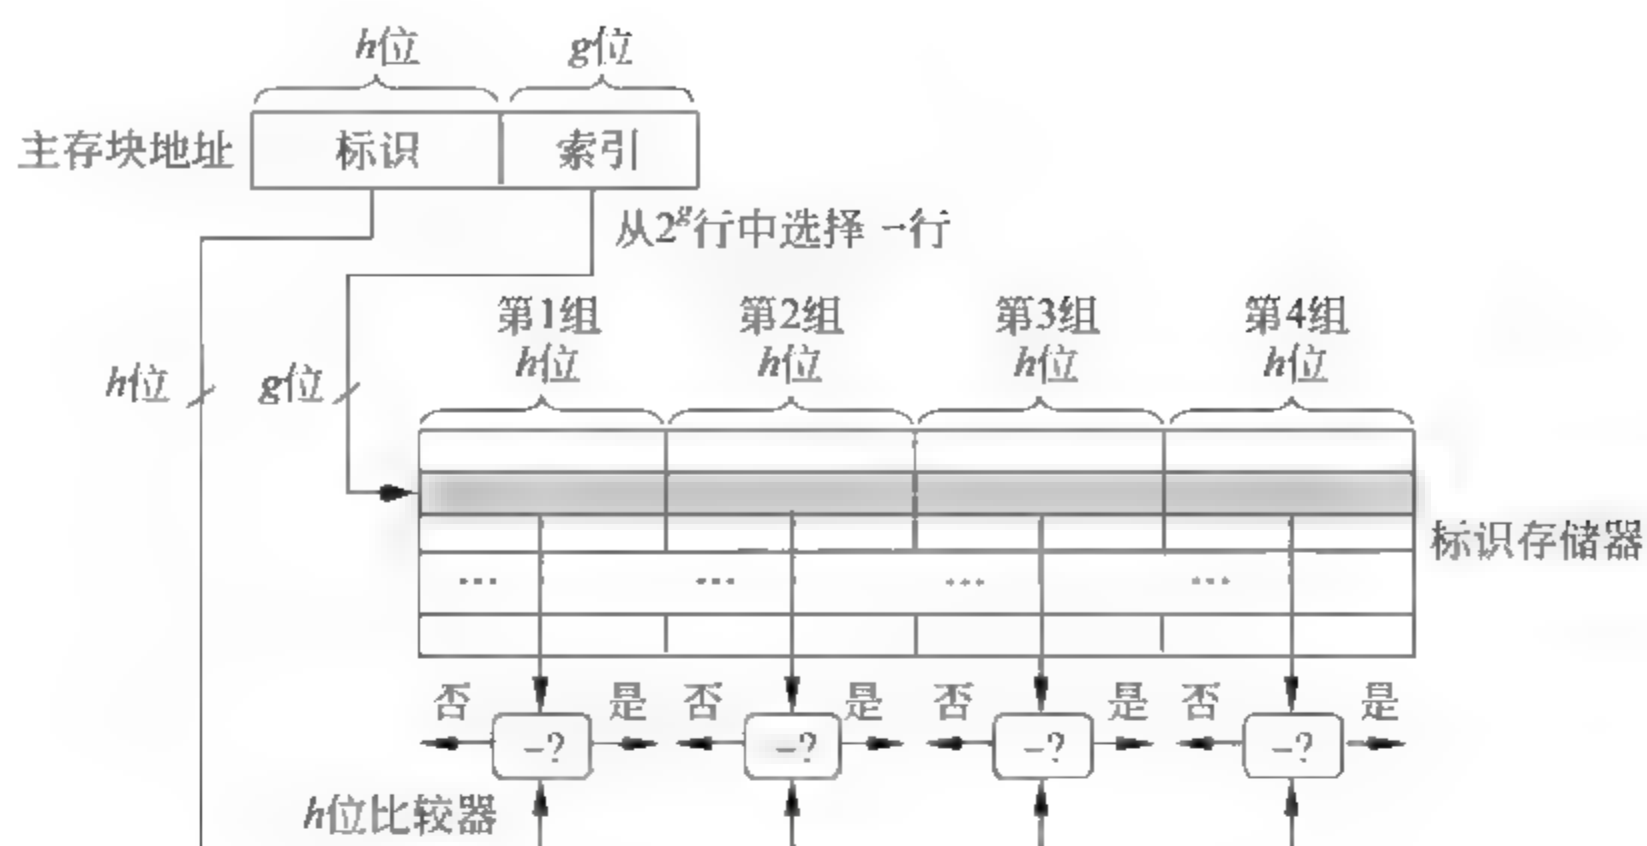 h位 g位
主存块地址 标识 索引
从2^g行中选择一行
第1组 第2组 第3组 第4组
h位 g位 h位 h位 h位 h位
标识存储器
… … … …
否 是 否 是 否 是 否 是
-? -? -? -?
h位比较器